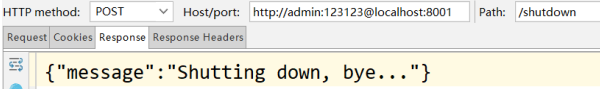 HTTP method: POST Host/port: http://admin:123123@localhost:8001 Path: /shutdown
Request Cookies Response Response Headers
{"message":"Shutting down, bye..."}